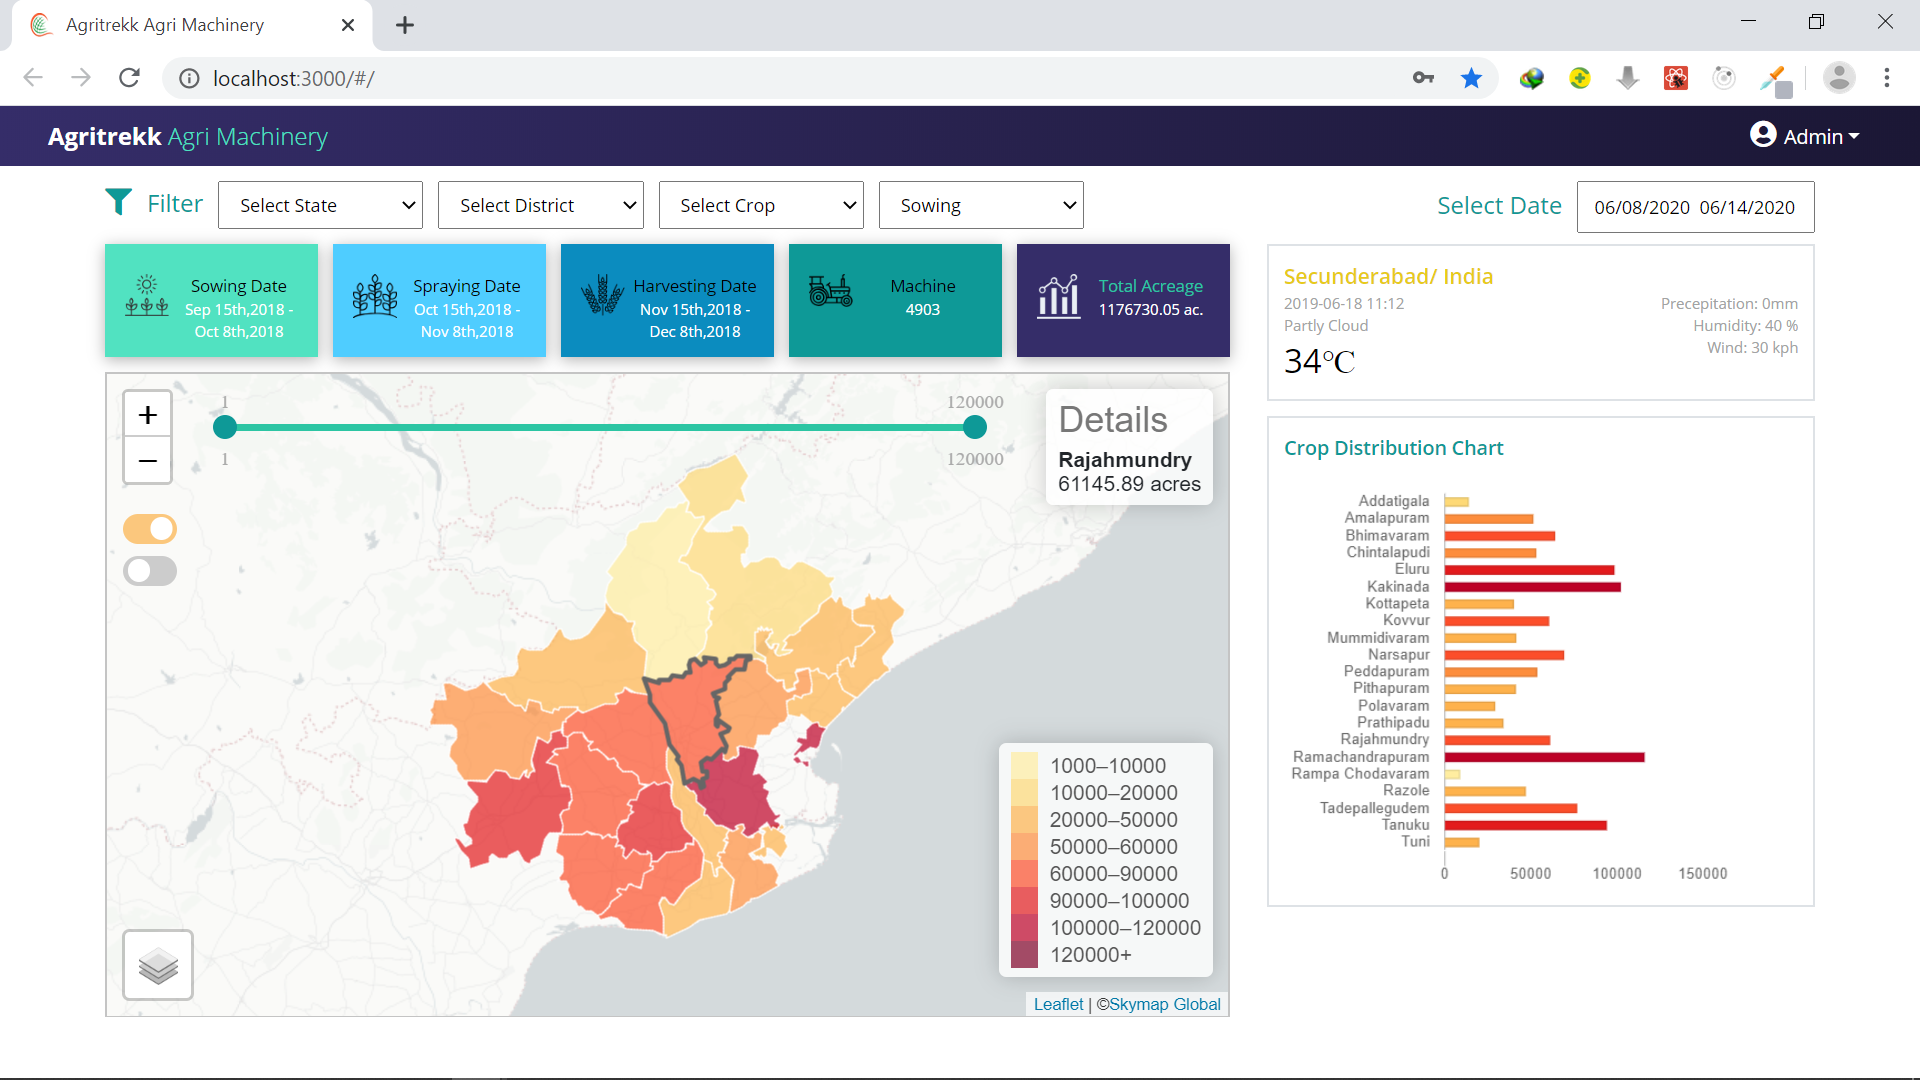 Agritrekk Agri Machinery
localhost:3000/#/
Agritrekk Agri Machinery
Admin
Filter
Select State
Select District
Select Crop
Sowing
Select Date
06/08/2020 06/14/2020
Sowing Date
Sep 15th,2018 -
Oct 8th,2018
Spraying Date
Oct 15th,2018 -
Nov 8th,2018
Harvesting Date
Nov 15th,2018 -
Dec 8th,2018
Machine
4903
Total Acreage
1176730.05 ac.
Secunderabad/ India
2019-06-18 11:12
Partly Cloud
34°C
Precepitation: 0mm
Humidity: 40 %
Wind: 30 kph
+
−
1
120000
1
120000
Details
Rajahmundry
61145.89 acres
1000–10000
10000–20000
20000–50000
50000–60000
60000–90000
90000–100000
100000–120000
120000+
Leaflet | ©Skymap Global
Crop Distribution Chart
Addatigala
Amalapuram
Bhimavaram
Chintalapudi
Eluru
Kakinada
Kottapeta
Kovvur
Mummidivaram
Narsapur
Peddapuram
Pithapuram
Polavaram
Prathipadu
Rajahmundry
Ramachandrapuram
Rampa Chodavaram
Razole
Tadepallegudem
Tanuku
Tuni
0 50000 100000 150000